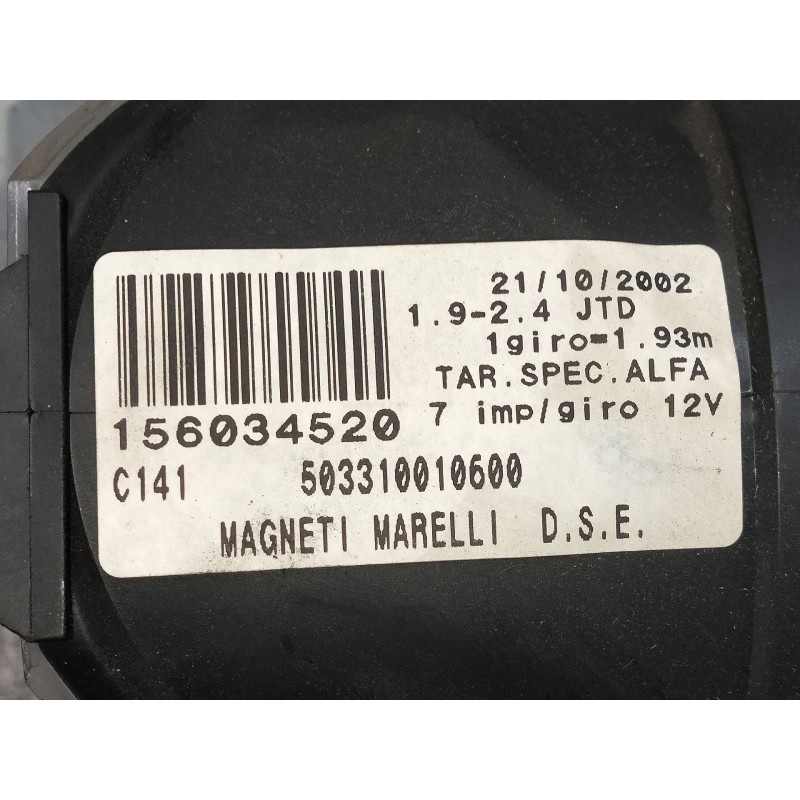 21/10/2002
1.9-2.4 JTD
1giro=1.93m
TAR.SPEC.ALFA
156034520 7 imp/giro 12V
C141 503310010600
MAGNETI MARELLI D.S.E.